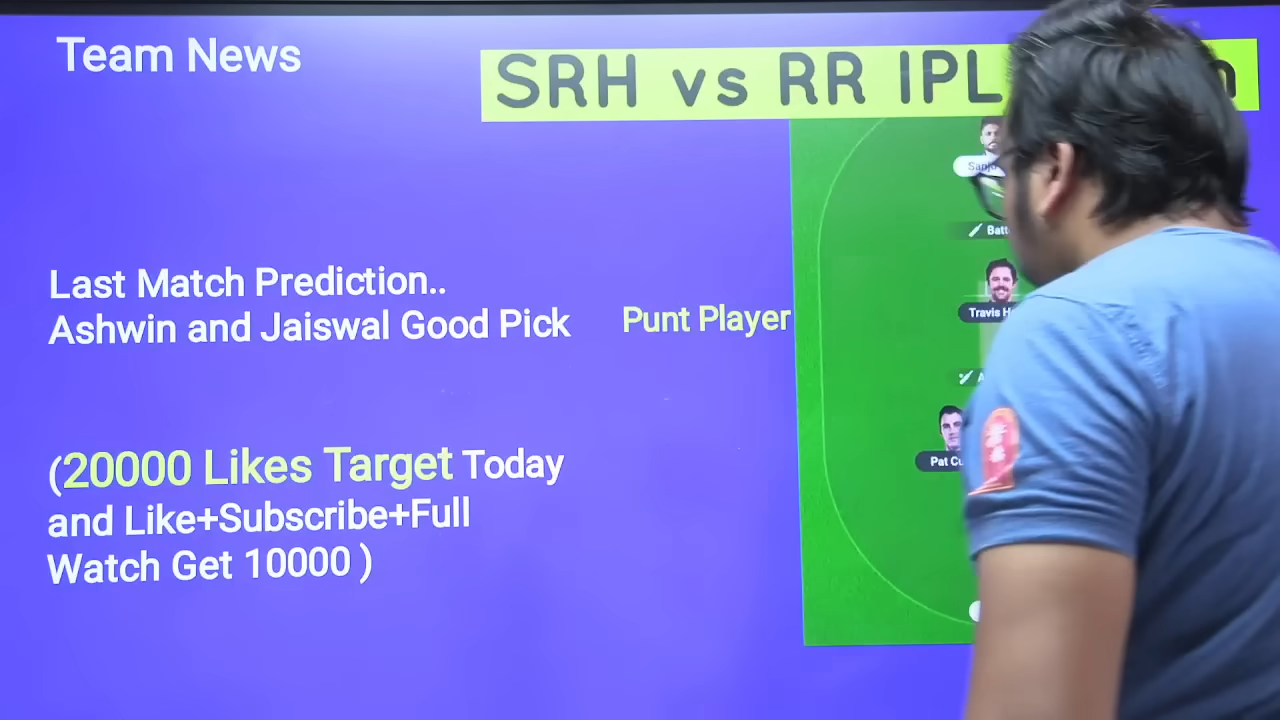 Team News
SRH vs RR IPL
Last Match Prediction..
Ashwin and Jaiswal Good Pick
Punt Player
(20000 Likes Target Today
and Like+Subscribe+Full
Watch Get 10000 )
Sanju
Travis
Pat